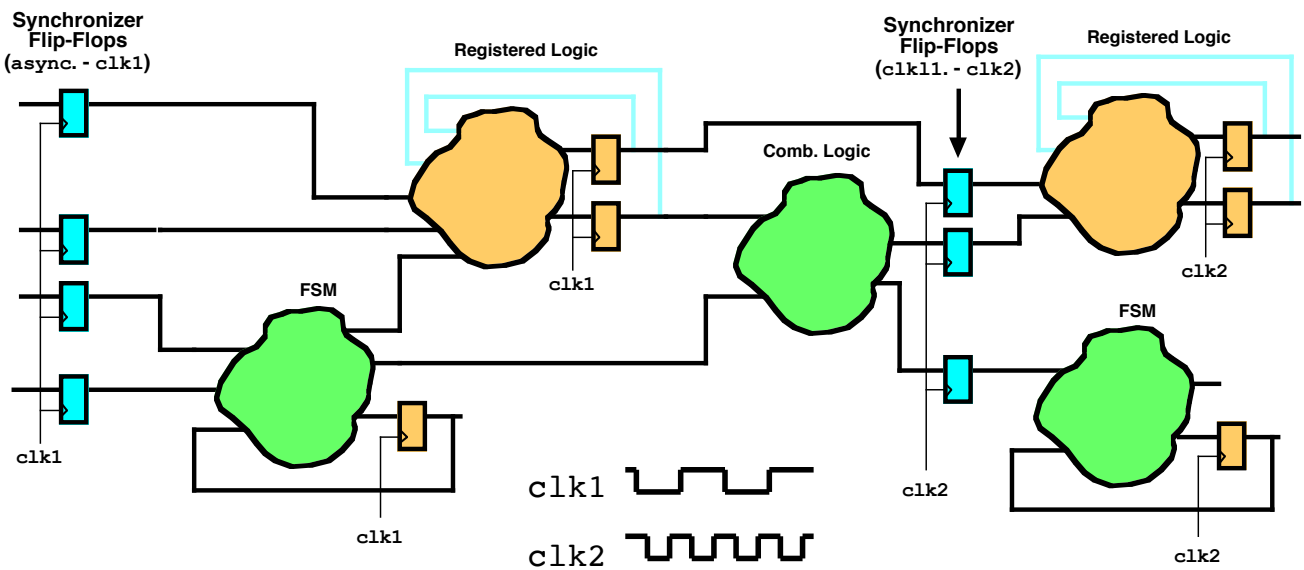 Synchronizer
Flip-Flops
(async. - clk1)
Registered Logic
Synchronizer
Flip-Flops
(clkl1. - clk2)
Registered Logic
Comb. Logic
clk1
clk2
FSM
FSM
clk1
clk1
clk2
clk1
clk2
clk2